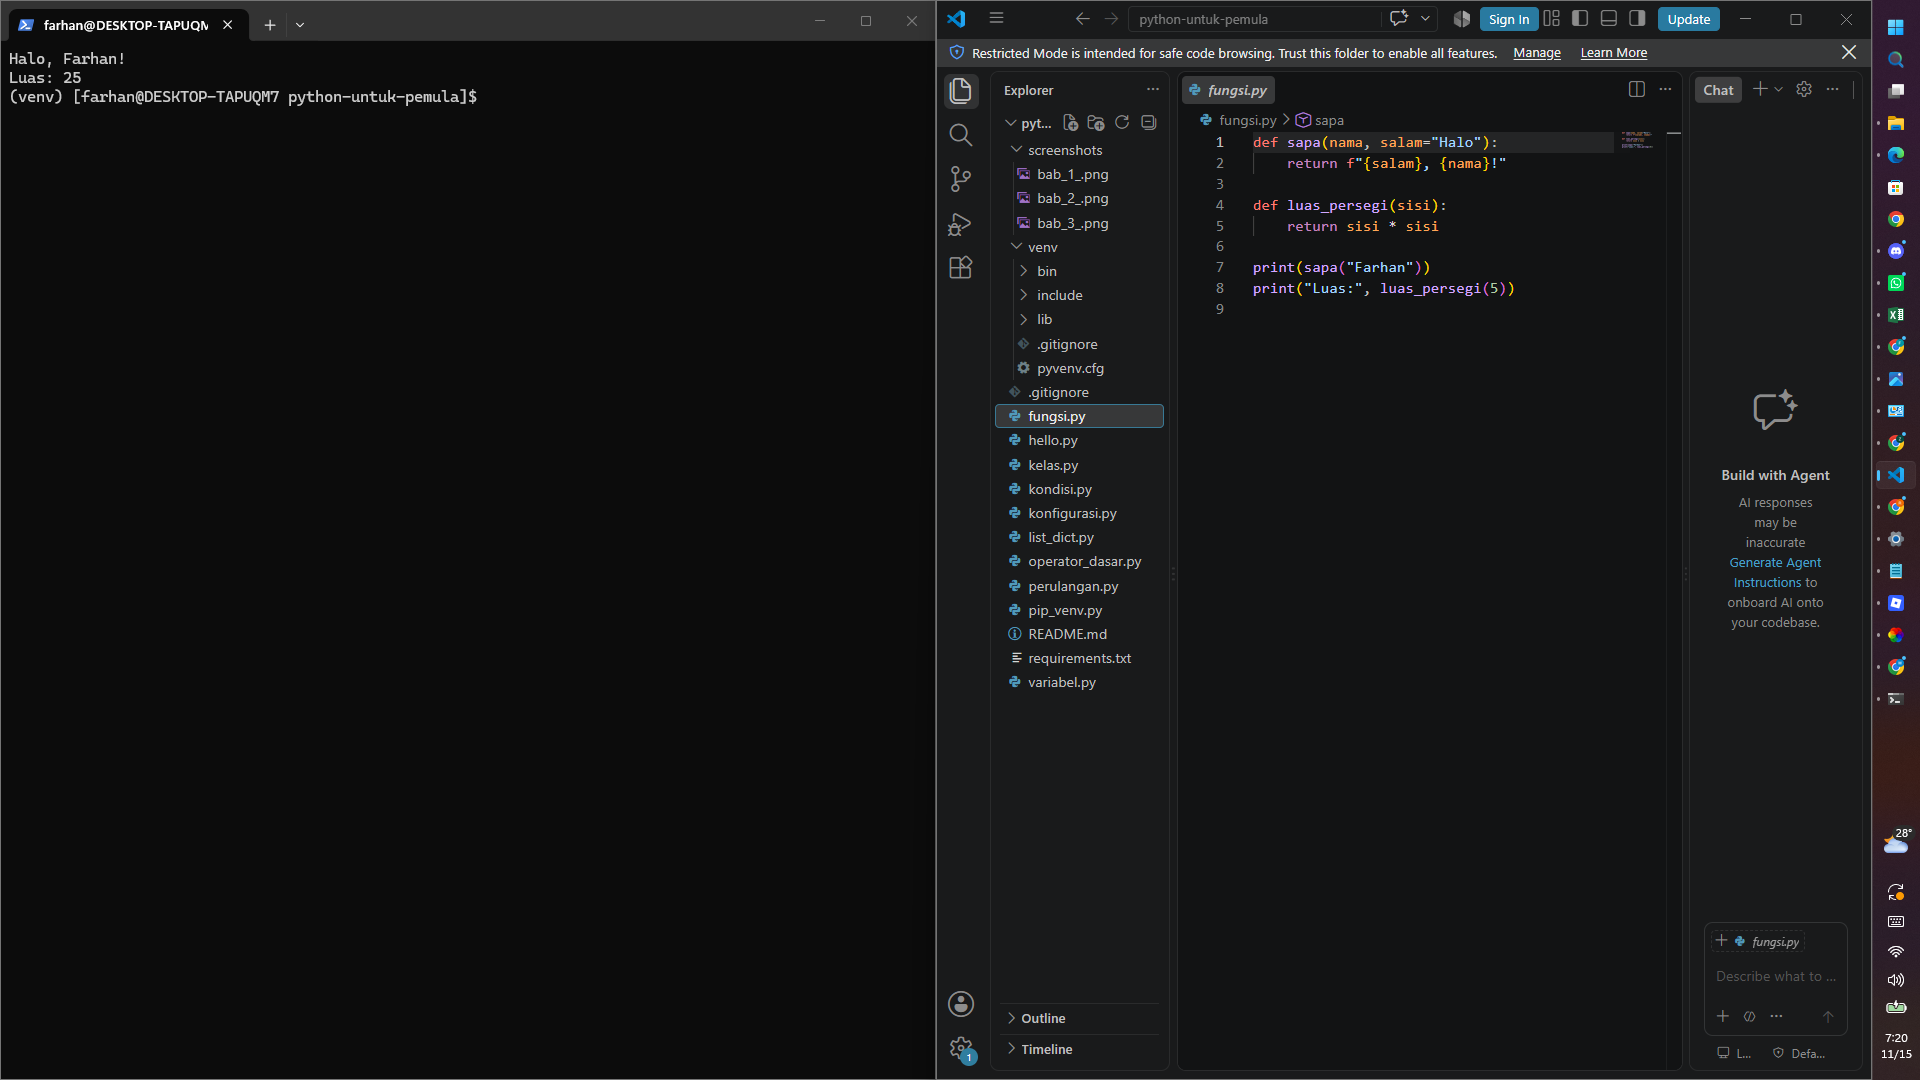 farhan@DESKTOP-TAPUQM
Halo, Farhan!
Luas: 25
(venv) [farhan@DESKTOP-TAPUQM7 python-untuk-pemula]$
python-untuk-pemula
Sign In
Update
Restricted Mode is intended for safe code browsing. Trust this folder to enable all features.
Manage
Learn More
Explorer
pyt...
screenshots
bab_1_.png
bab_2_.png
bab_3_.png
venv
bin
include
lib
.gitignore
pyvenv.cfg
.gitignore
fungsi.py
hello.py
kelas.py
kondisi.py
konfigurasi.py
list_dict.py
operator_dasar.py
perulangan.py
pip_venv.py
README.md
requirements.txt
variabel.py
Outline
Timeline
1
fungsi.py
fungsi.py > sapa
1 def sapa(nama, salam="Halo"):
2     return f"{salam}, {nama}!"
3
4 def luas_persegi(sisi):
5     return sisi * sisi
6
7 print(sapa("Farhan"))
8 print("Luas:", luas_persegi(5))
9
Chat
Build with Agent
AI responses
may be
inaccurate
Generate Agent
Instructions to
onboard AI onto
your codebase.
fungsi.py
Describe what to ...
L...
Defa...
28°
7:20
11/15